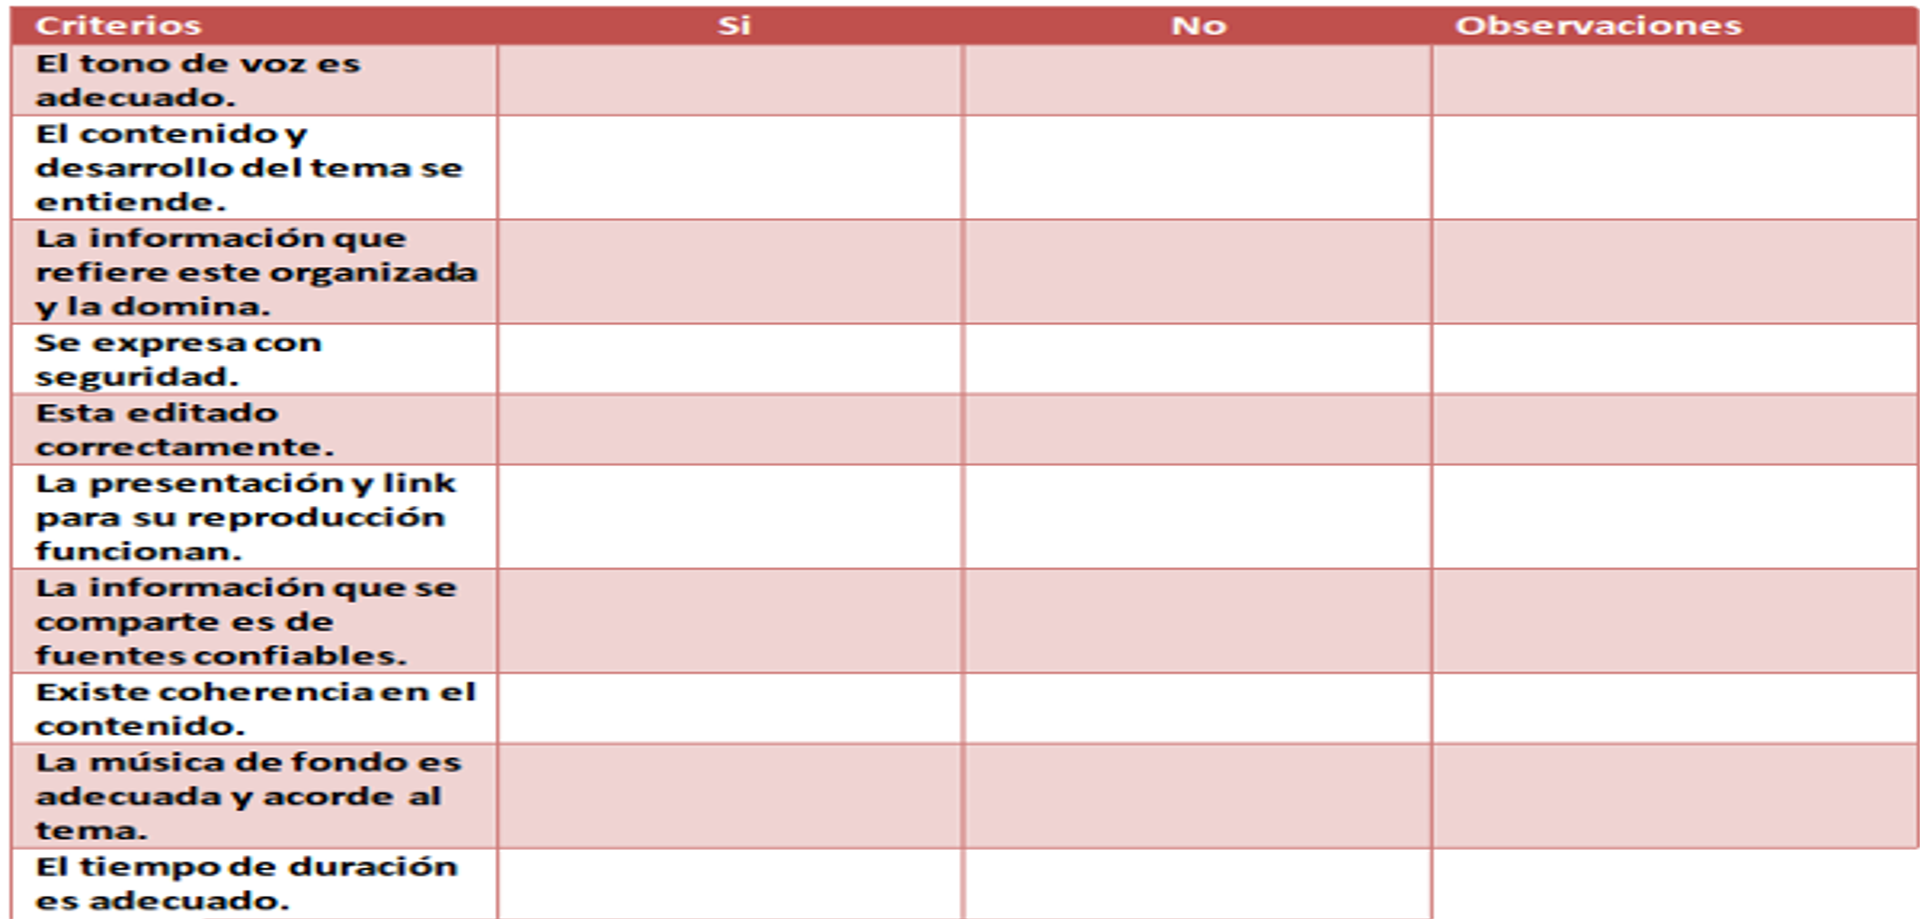 Criterios Si No Observaciones
El tono de voz es
adecuado.
El contenido y
desarrollo del tema se
entiende.
La información que
refiere este organizada
y la domina.
Se expresa con
seguridad.
Esta editado
correctamente.
La presentación y link
para su reproducción
funcionan.
La información que se
comparte es de
fuentes confiables.
Existe coherencia en el
contenido.
La música de fondo es
adecuada y acorde al
tema.
El tiempo de duración
es adecuado.